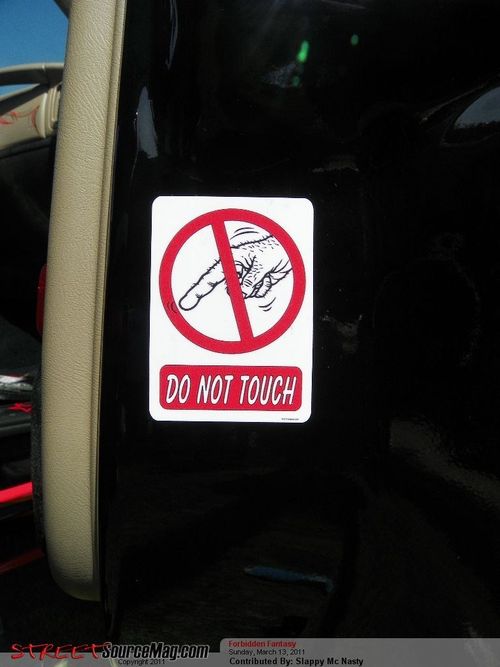 DO NOT TOUCH
STREETSourceMag.com
Copyright 2011
Forbidden Fantasy
Sunday, March 13, 2011
Contributed By: Slappy Mc Nasty